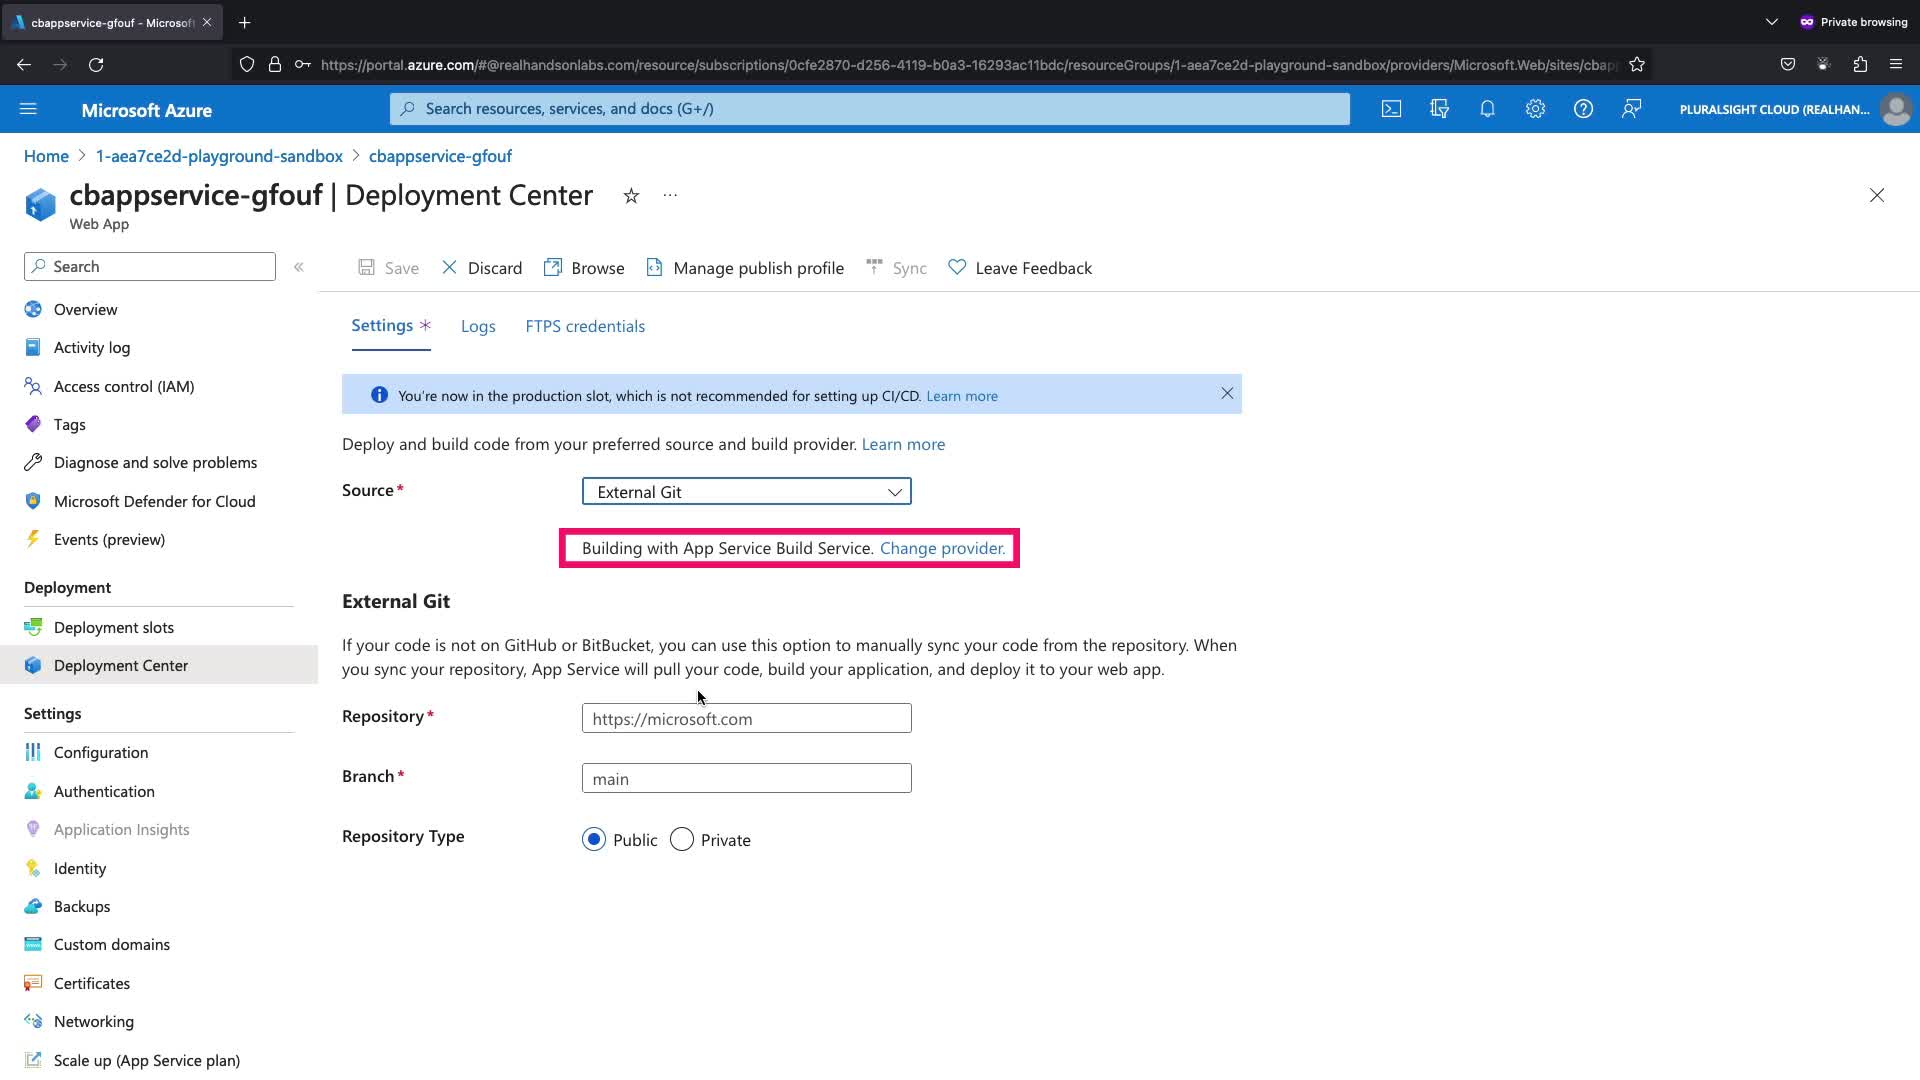 cbappservice-gfouf - Microsoft
Private browsing
https://portal.azure.com/#@realhandsonlabs.com/resource/subscriptions/0cfe2870-d256-4119-b0a3-16293ac11bdc/resourceGroups/1-aea7ce2d-playground-sandbox/providers/Microsoft.Web/sites/cbapp
Microsoft Azure
Search resources, services, and docs (G+/)
PLURALSIGHT CLOUD (REALHAN...
Home > 1-aea7ce2d-playground-sandbox > cbappservice-gfouf
cbappservice-gfouf | Deployment Center
Web App
Search
Save
Discard
Browse
Manage publish profile
Sync
Leave Feedback
Overview
Activity log
Access control (IAM)
Tags
Diagnose and solve problems
Microsoft Defender for Cloud
Events (preview)
Deployment
Deployment slots
Deployment Center
Settings
Configuration
Authentication
Application Insights
Identity
Backups
Custom domains
Certificates
Networking
Scale up (App Service plan)
Settings *
Logs
FTPS credentials
You're now in the production slot, which is not recommended for setting up CI/CD. Learn more
Deploy and build code from your preferred source and build provider. Learn more
Source*
External Git
Building with App Service Build Service. Change provider.
External Git
If your code is not on GitHub or BitBucket, you can use this option to manually sync your code from the repository. When
you sync your repository, App Service will pull your code, build your application, and deploy it to your web app.
Repository*
https://microsoft.com
Branch*
main
Repository Type
Public
Private